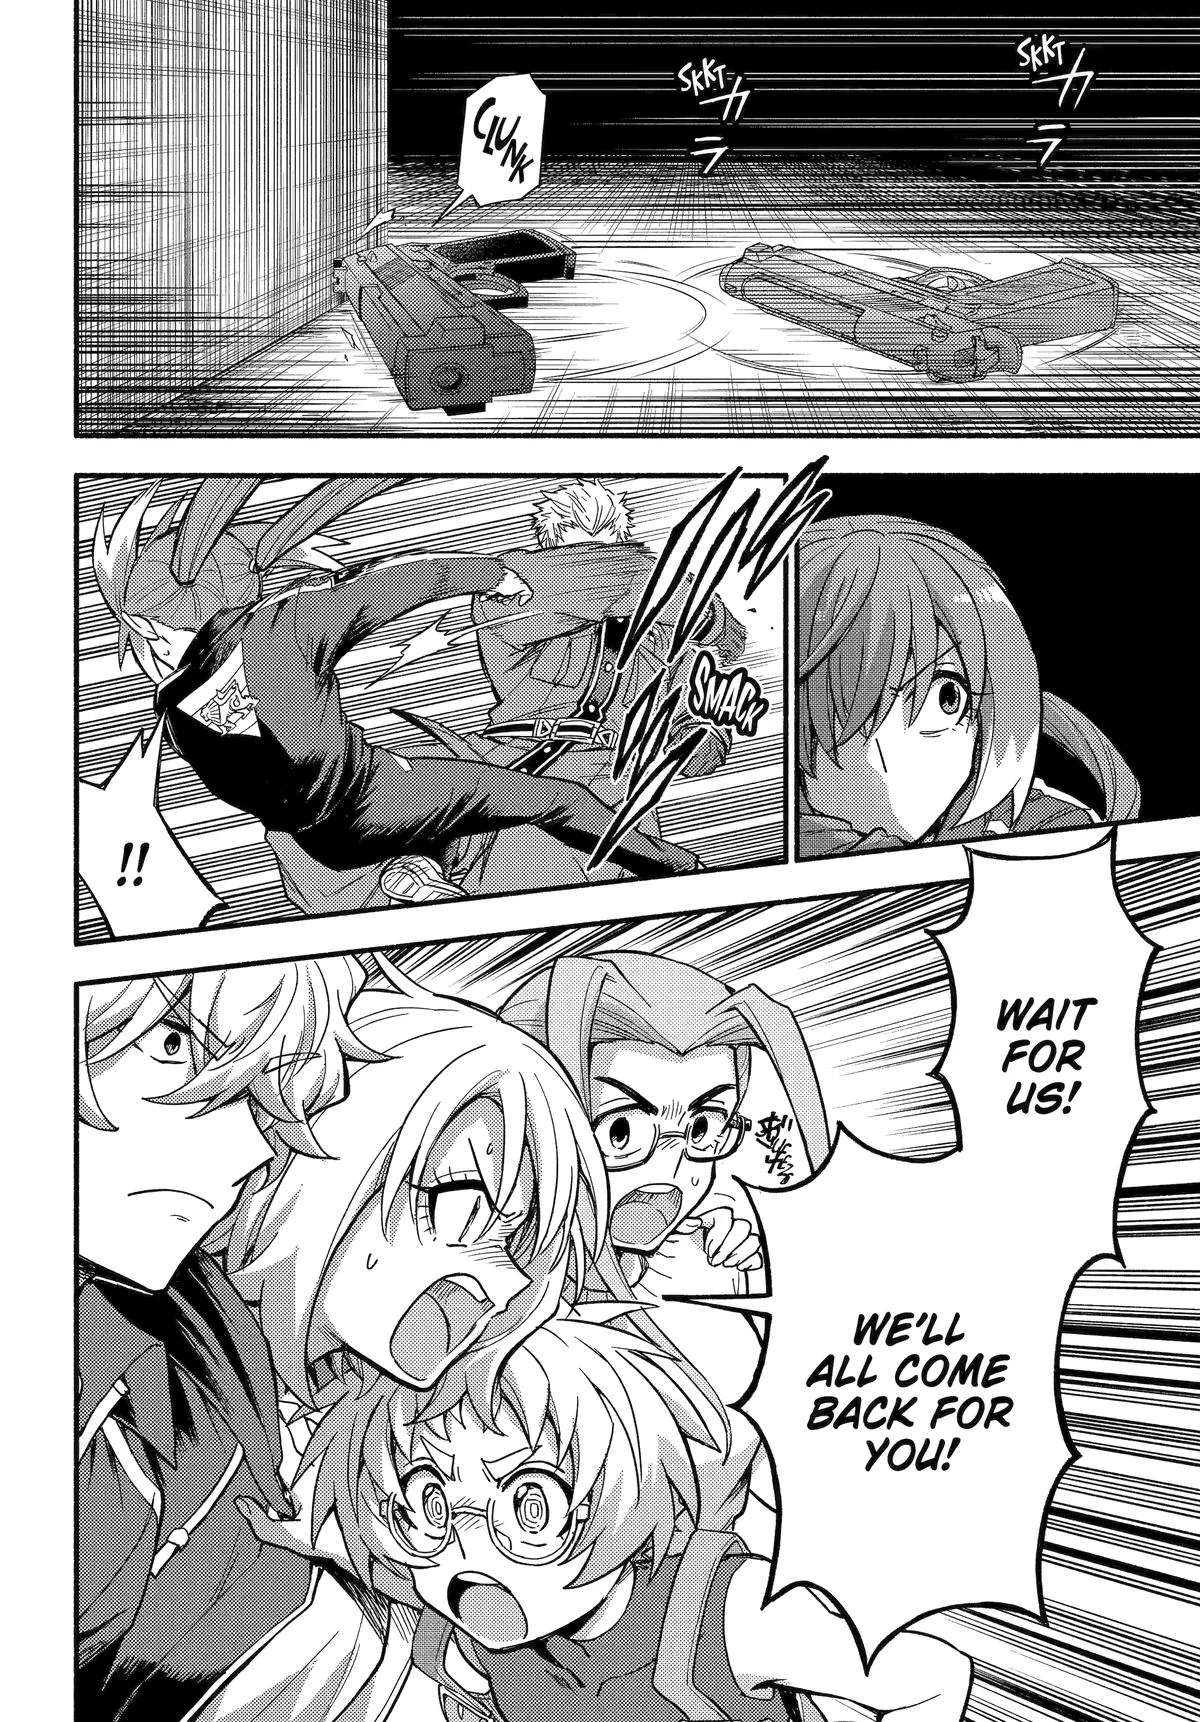 SKKT
カラ
SKKT
カラ
CLUNK
SMACK
!!
WAIT
FOR
US!
WE'LL
ALL COME
BACK FOR
YOU!